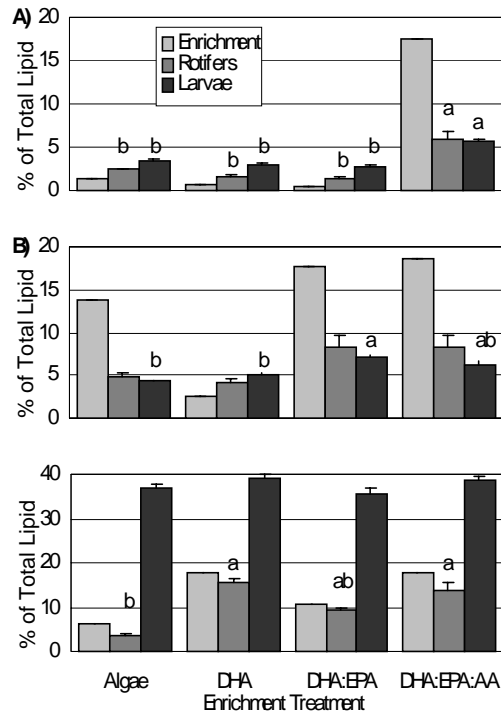 A)
20
15
10
5
0
% of Total Lipid
Enrichment
Rotifers
Larvae
b b
b b
b b
a a
B)
20
15
10
5
0
% of Total Lipid
b
b
a
ab
40
30
20
10
0
% of Total Lipid
b
a
ab
a
Algae DHA DHA:EPA DHA:EPA:AA
Enrichment Treatment